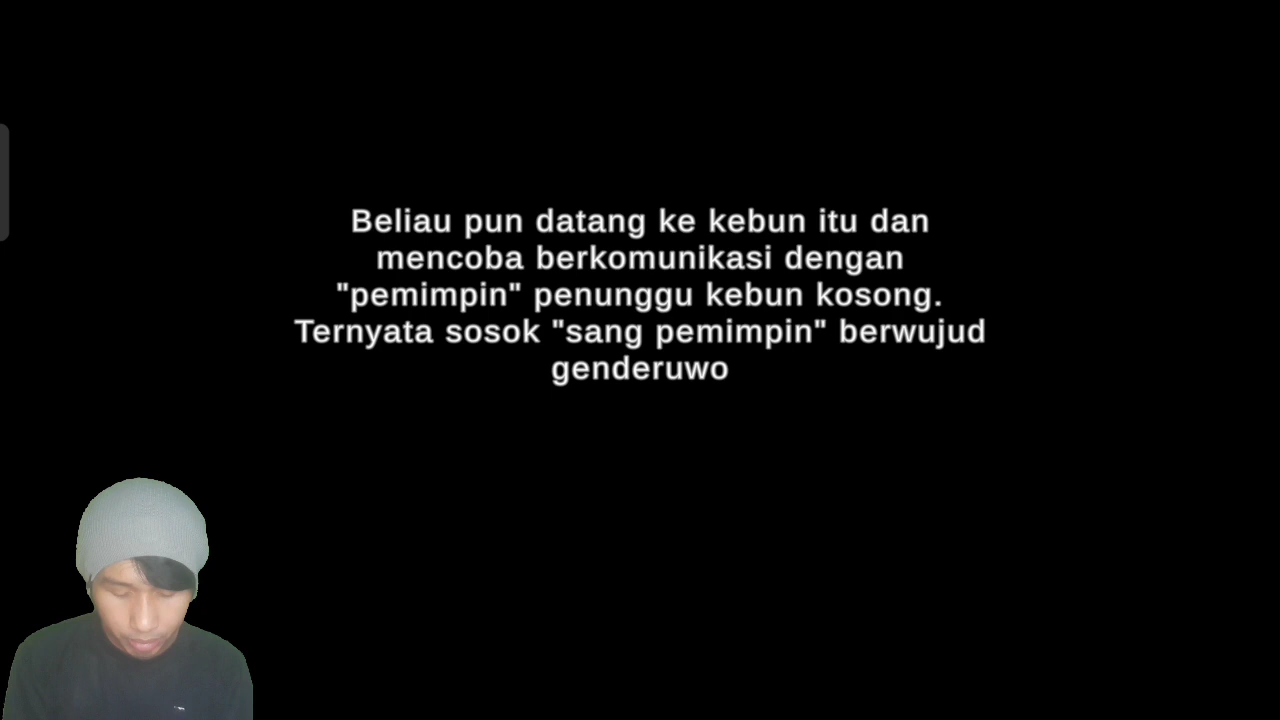 Beliau pun datang ke kebun itu dan
mencoba berkomunikasi dengan
"pemimpin" penunggu kebun kosong.
Ternyata sosok "sang pemimpin" berwujud
genderuwo